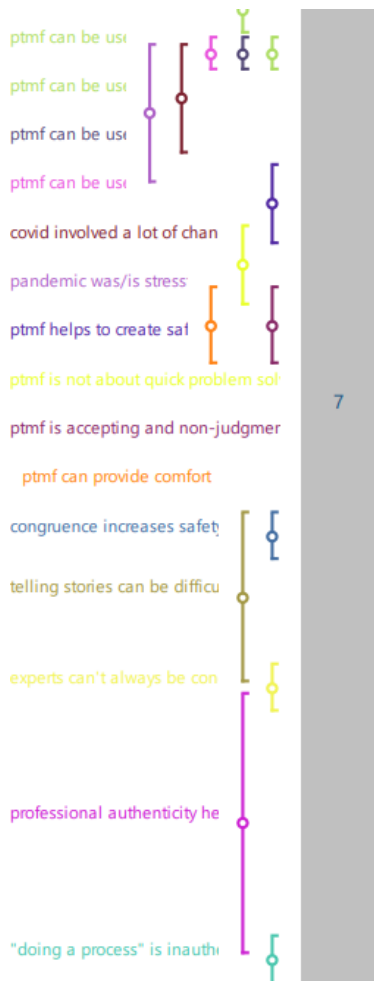 ptmf can be use
ptmf can be use
ptmf can be use
ptmf can be use
covid involved a lot of chan
pandemic was/is stress
ptmf helps to create saf
ptmf is not about quick problem sol
7
ptmf is accepting and non-judgmer
ptmf can provide comfort
congruence increases safety
telling stories can be difficu
experts can't always be con
professional authenticity he
"doing a process" is inauthe